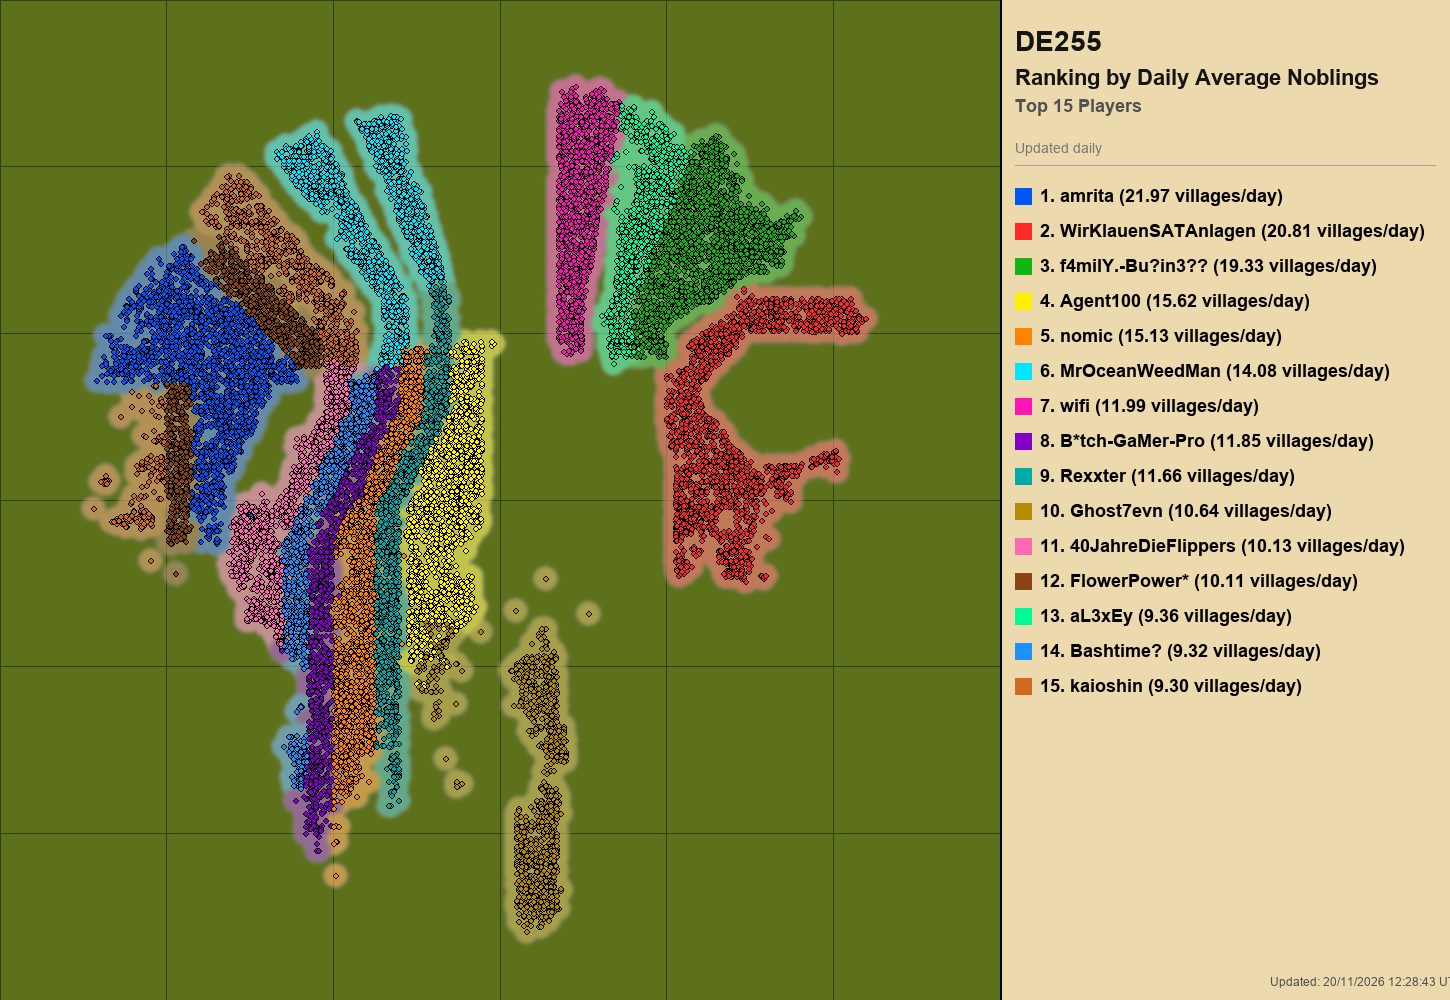 DE255
Ranking by Daily Average Noblings
Top 15 Players
Updated daily
1. amrita (21.97 villages/day)
2. WirKlauenSATAnlagen (20.81 villages/day)
3. f4milY.-Bu?in3?? (19.33 villages/day)
4. Agent100 (15.62 villages/day)
5. nomic (15.13 villages/day)
6. MrOceanWeedMan (14.08 villages/day)
7. wifi (11.99 villages/day)
8. B*tch-GaMer-Pro (11.85 villages/day)
9. Rexxter (11.66 villages/day)
10. Ghost7evn (10.64 villages/day)
11. 40JahreDieFlippers (10.13 villages/day)
12. FlowerPower* (10.11 villages/day)
13. aL3xEy (9.36 villages/day)
14. Bashtime? (9.32 villages/day)
15. kaioshin (9.30 villages/day)
Updated: 20/11/2026 12:28:43